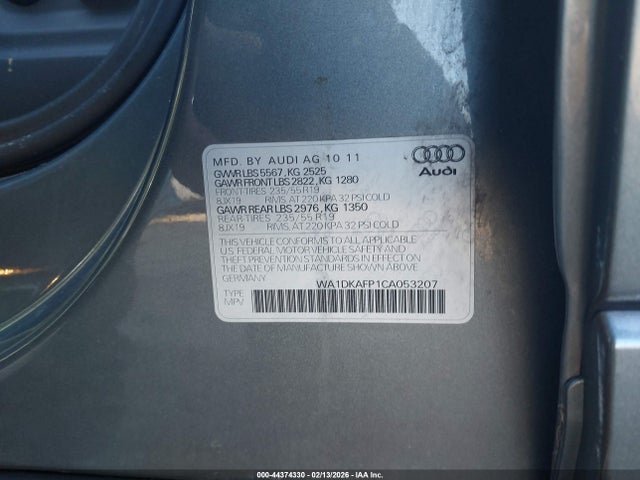 MFD. BY AUDI AG 10 11
GVWR LBS 5567, KG 2525
GAWR FRONT LBS 2822, KG 1280
FRONT-TIRES 235/55 R19
8JX19 RIMS, AT 220 KPA 32 PSI COLD
GAWR REAR LBS 2976, KG 1350
REAR-TIRES 235/55 R19
8JX19 RIMS, AT 220 KPA 32 PSI COLD
Audi
THIS VEHICLE CONFORMS TO ALL APPLICABLE
U.S. FEDERAL MOTOR VEHICLE SAFETY AND
THEFT PREVENTION STANDARDS IN EFFECT ON
DATE OF MANUFACTURE SHOWN ABOVE.
GERMANY
WA1DKAFP1CA053207
TYPE
MPV
000-44374330 - 02/13/2026 - IAAI.COM